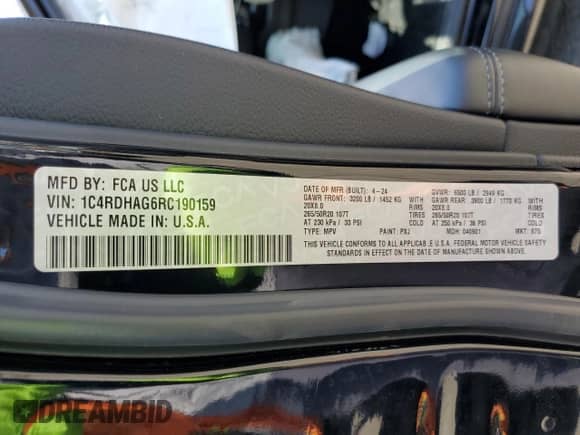 MFD BY: FCA US LLC
VIN: 1C4RDHAG6RC190159
VEHICLE MADE IN: U.S.A.
DATE OF MFR (BUILT): 4-24 GVWR: 6500 LB / 2949 KG
GAWR FRONT: 3200 LB / 1452 KG WITH GAWR REAR: 3900 LB / 1770 KG WITH
20X8.0 TIRES 20X8.0 TIRES
265/50R20 107T 265/50R20 107T
AT 230 kPa / 33 PSI COLD AT 250 kPa / 36 PSI COLD
TYPE: MPV PAINT: PXJ MDH: 040901 MKT:
THIS VEHICLE CONFORMS TO ALL APPLICABLE U.S.A. FEDERAL MOTOR VEHICLE SAFETY
STANDARDS IN EFFECT ON THE DATE OF MANUFACTURE SHOWN ABOVE.
DREAMBID